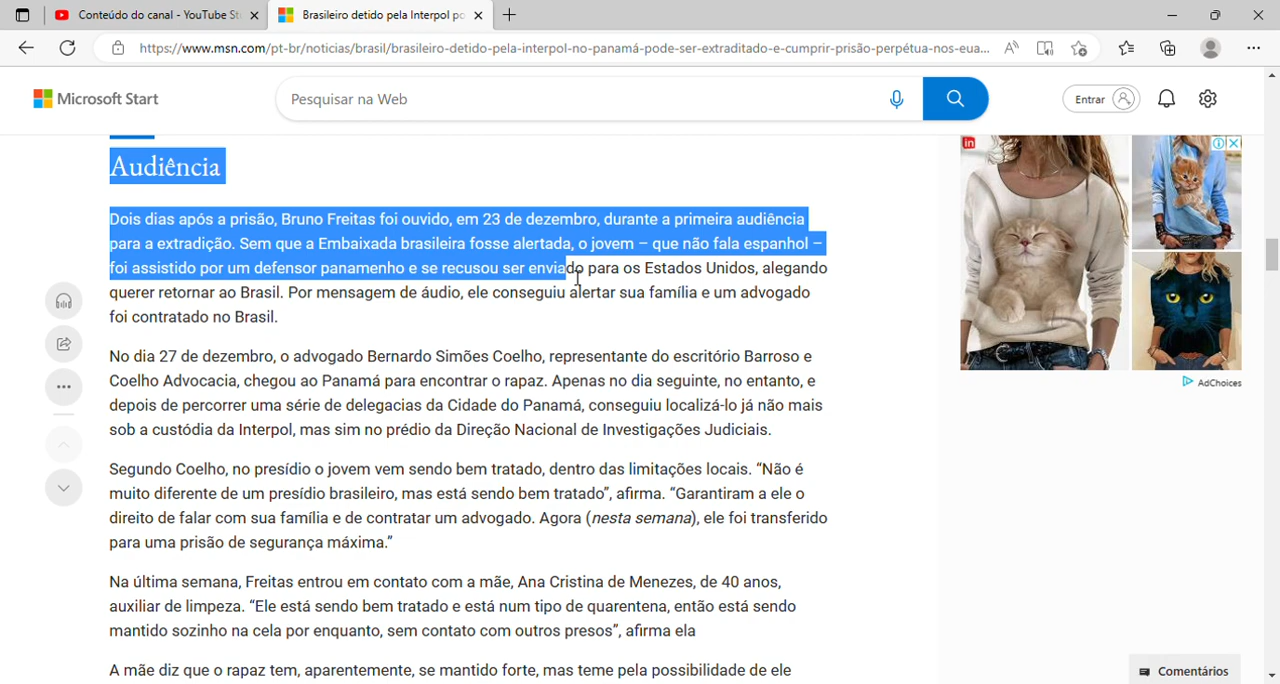 Conteúdo do canal - YouTube St
Brasileiro detido pela Interpol po
https://www.msn.com/pt-br/noticias/brasil/brasileiro-detido-pela-interpol-no-panamá-pode-ser-extraditado-e-cumprir-prisão-perpétua-nos-eua...
Microsoft Start
Pesquisar na Web
Entrar
Audiência
Dois dias após a prisão, Bruno Freitas foi ouvido, em 23 de dezembro, durante a primeira audiência
para a extradição. Sem que a Embaixada brasileira fosse alertada, o jovem – que não fala espanhol –
foi assistido por um defensor panamenho e se recusou ser enviado para os Estados Unidos, alegando
querer retornar ao Brasil. Por mensagem de áudio, ele conseguiu alertar sua família e um advogado
foi contratado no Brasil.
No dia 27 de dezembro, o advogado Bernardo Simões Coelho, representante do escritório Barroso e
Coelho Advocacia, chegou ao Panamá para encontrar o rapaz. Apenas no dia seguinte, no entanto, e
depois de percorrer uma série de delegacias da Cidade do Panamá, conseguiu localizá-lo já não mais
sob a custódia da Interpol, mas sim no prédio da Direção Nacional de Investigações Judiciais.
Segundo Coelho, no presídio o jovem vem sendo bem tratado, dentro das limitações locais. “Não é
muito diferente de um presídio brasileiro, mas está sendo bem tratado”, afirma. “Garantiram a ele o
direito de falar com sua família e de contratar um advogado. Agora (nesta semana), ele foi transferido
para uma prisão de segurança máxima.”
Na última semana, Freitas entrou em contato com a mãe, Ana Cristina de Menezes, de 40 anos,
auxiliar de limpeza. “Ele está sendo bem tratado e está num tipo de quarentena, então está sendo
mantido sozinho na cela por enquanto, sem contato com outros presos”, afirma ela
A mãe diz que o rapaz tem, aparentemente, se mantido forte, mas teme pela possibilidade de ele
in
AdChoices
Comentários